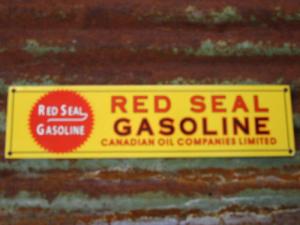 RED SEAL
GASOLINE
RED SEAL
GASOLINE
CANADIAN OIL COMPANIES LIMITED